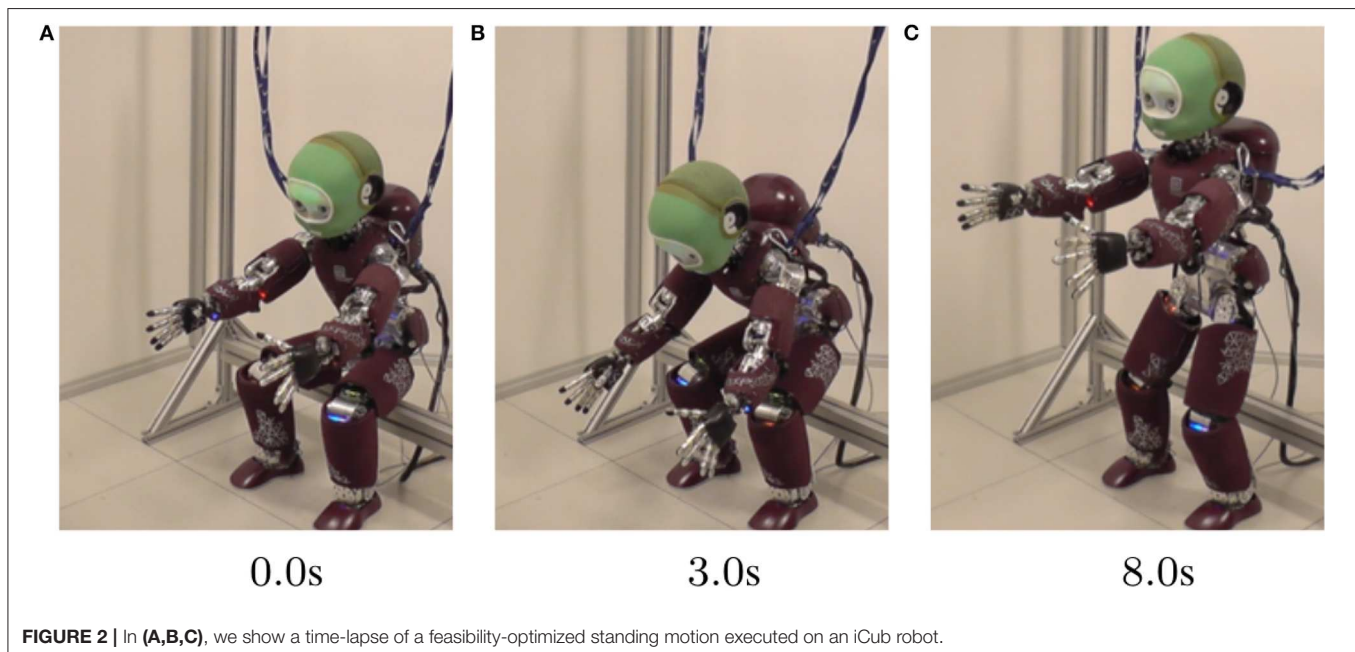 A
B
C
0.0s
3.0s
8.0s
FIGURE 2 | In (A,B,C), we show a time-lapse of a feasibility-optimized standing motion executed on an iCub robot.